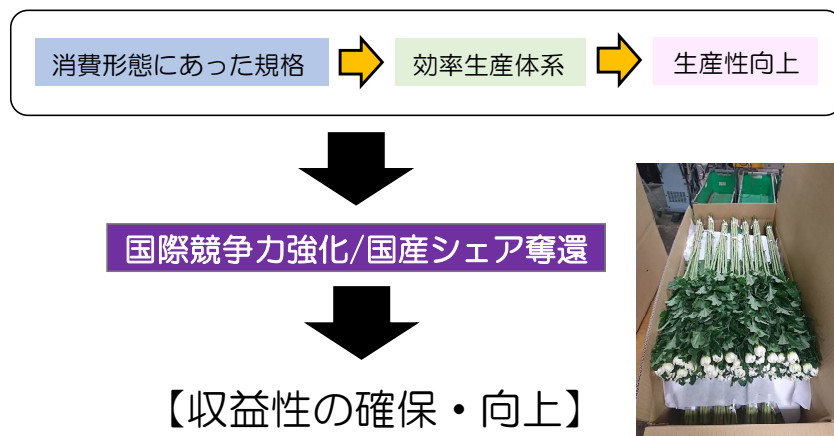 消費形態にあった規格 効率生産体系 生産性向上
国際競争力強化/国産シェア奪還
【収益性の確保・向上】